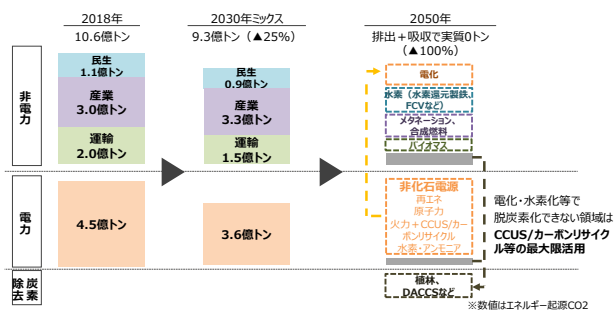 2018年
10.6億トン
2030年ミックス
9.3億トン（▲25%）
2050年
排出＋吸収で実質0トン
（▲100%）
非電力
民生
1.1億トン
産業
3.0億トン
運輸
2.0億トン
民生
0.9億トン
産業
3.3億トン
運輸
1.5億トン
電化
水素（水素還元製鉄、
FCVなど）
メタネーション、
合成燃料
バイオマス
電力
4.5億トン
3.6億トン
非化石電源
再エネ
原子力
火力＋CCUS/カー
ボンリサイクル
水素・アンモニア
電化・水素化等で
脱炭素化できない領域は
CCUS/カーボンリサイク
ル等の最大限活用
炭素
除去
植林、
DACCSなど
※数値はエネルギー起源CO2